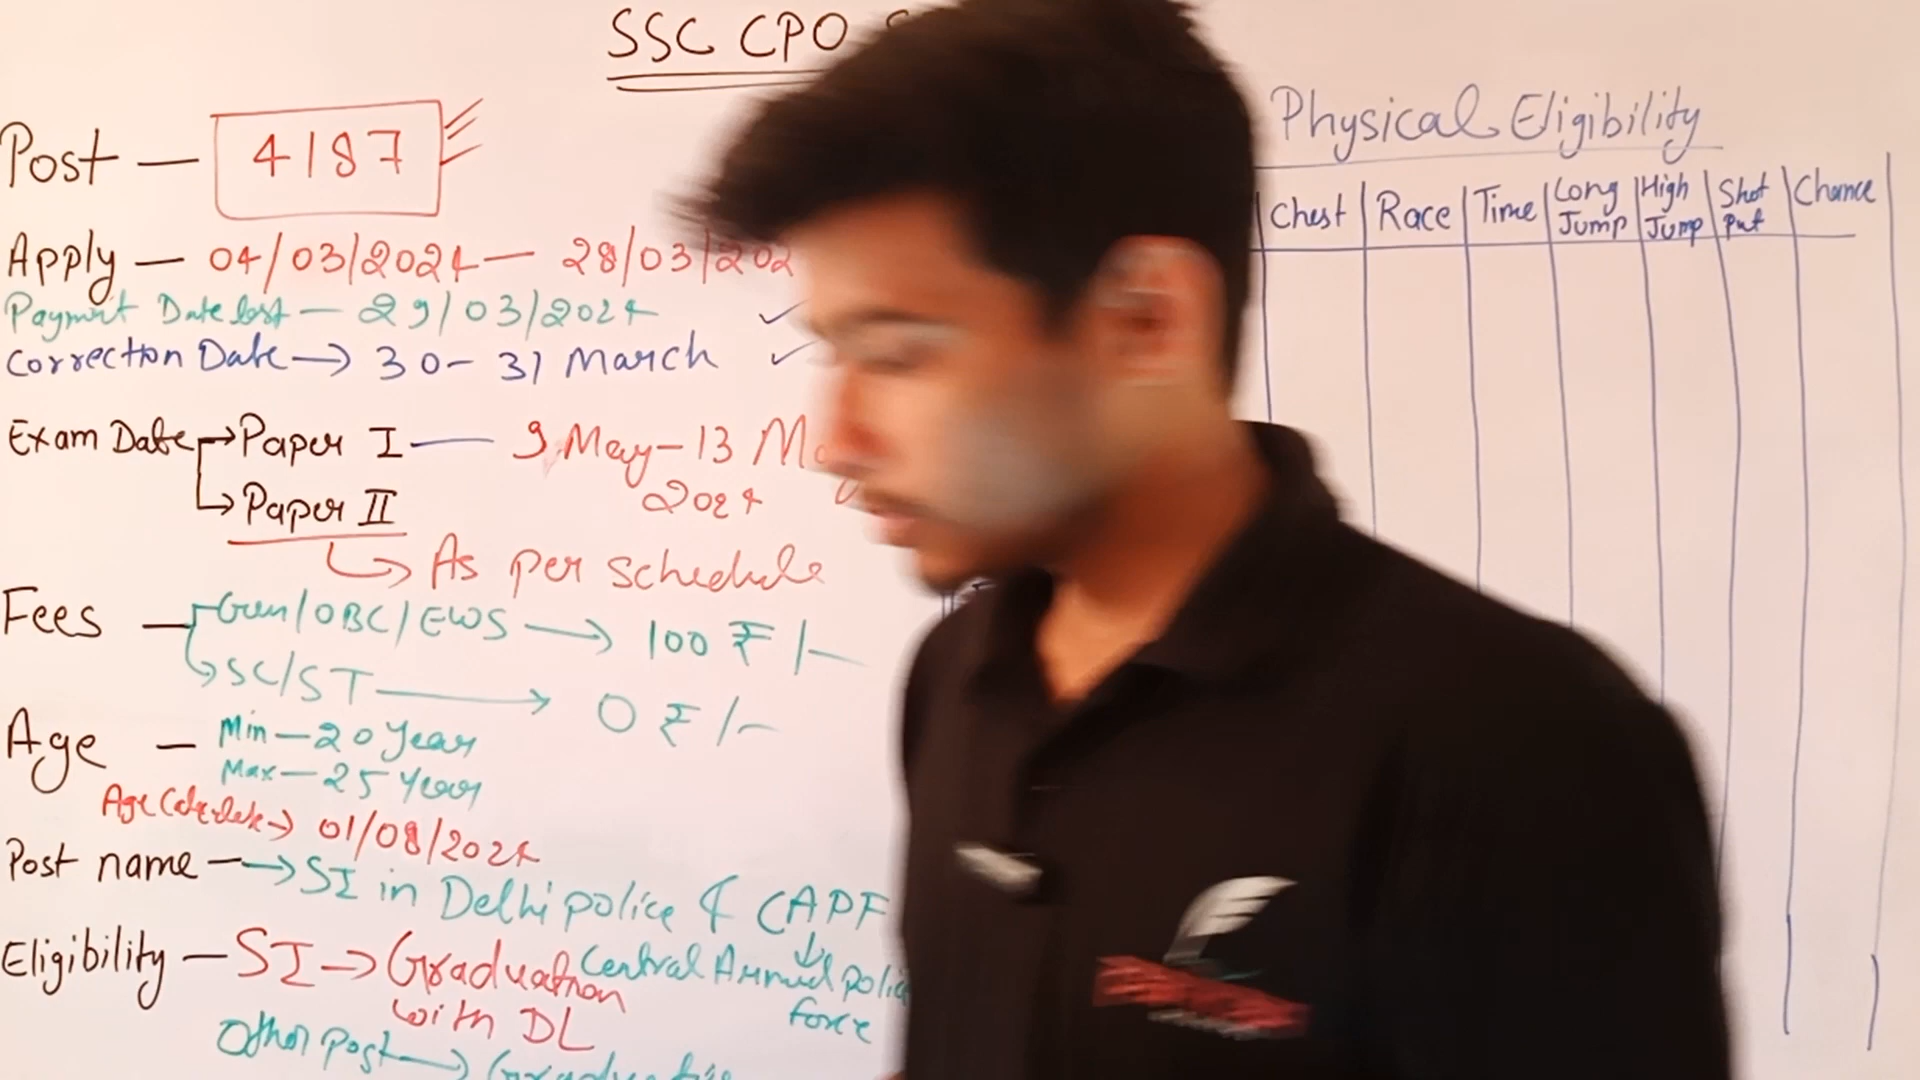 SSC CPO
Post — 4187
Apply — 04/03/2024 — 28/03/202
Payment Date last — 29/03/2024
Correction Date → 30 - 31 March
Exam Date → Paper I — 9 May - 13 Ma
2024
→ Paper II
→ As per schedule
Fees — Gen/OBC/EWS → 100 ₹/-
SC/ST → 0 ₹/-
Age — Min — 20 Year
Max — 25 Year
Age → 01/08/2024
Post name → SI in Delhi police & CAPF
Central Armed polic
force
Eligibility — SI → Graduation
with DL
Other post →
Physical Eligibility
Chest Race Time Long Jump High Jump Shot Put Chance